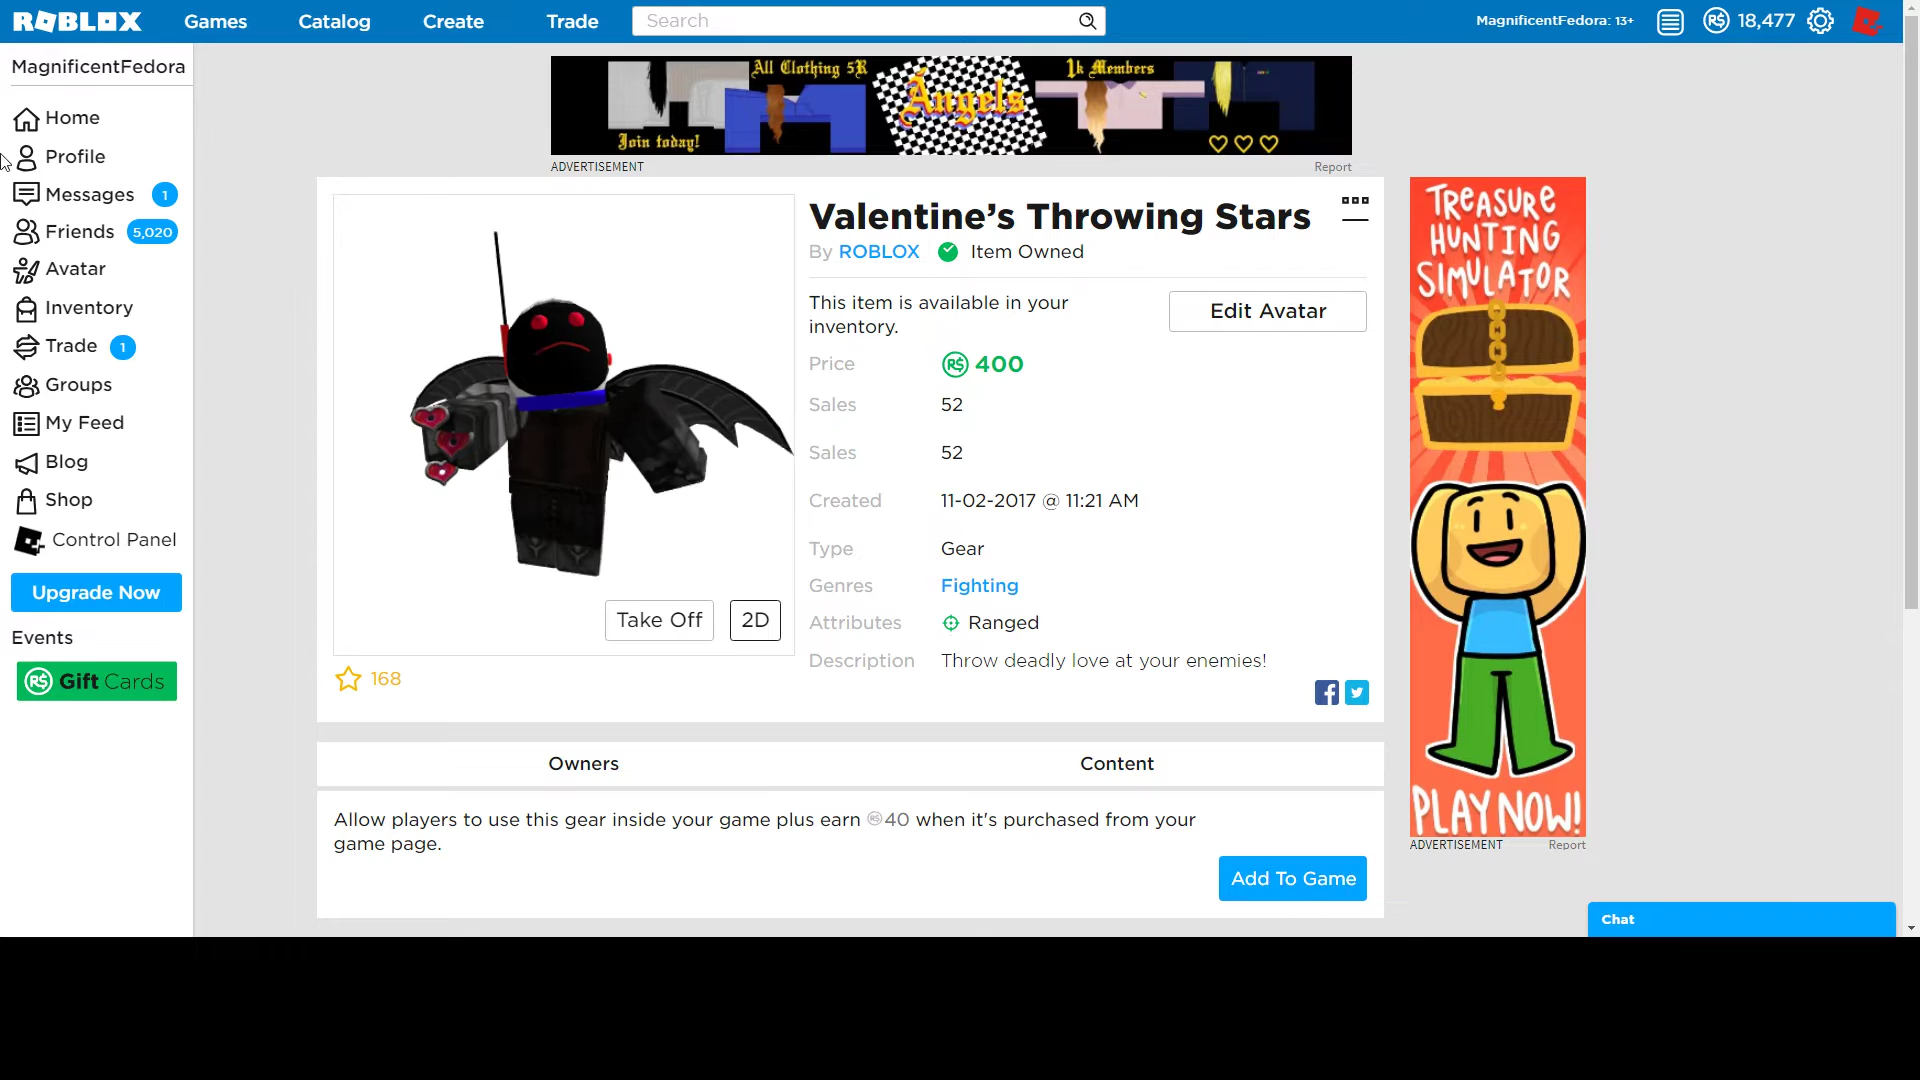 ROBLOX
Games
Catalog
Create
Trade
Search
MagnificentFedora: 13+
R$ 18,477
MagnificentFedora
Home
Profile
Messages 1
Friends 5,020
Avatar
Inventory
Trade 1
Groups
My Feed
Blog
Shop
Control Panel
Upgrade Now
Events
R$ Gift Cards
All Clothing 5R
Angels
1k Members
Join today!
ADVERTISEMENT
Report
Valentine’s Throwing Stars
By ROBLOX Item Owned
This item is available in your
inventory.
Edit Avatar
Price R$ 400
Sales 52
Sales 52
Created 11-02-2017 @ 11:21 AM
Type Gear
Genres Fighting
Attributes Ranged
Description Throw deadly love at your enemies!
Take Off
2D
168
Owners
Content
Allow players to use this gear inside your game plus earn R$ 40 when it's purchased from your
game page.
Add To Game
TREASURE
HUNTING
SIMULATOR
PLAY NOW!
ADVERTISEMENT
Report
Chat